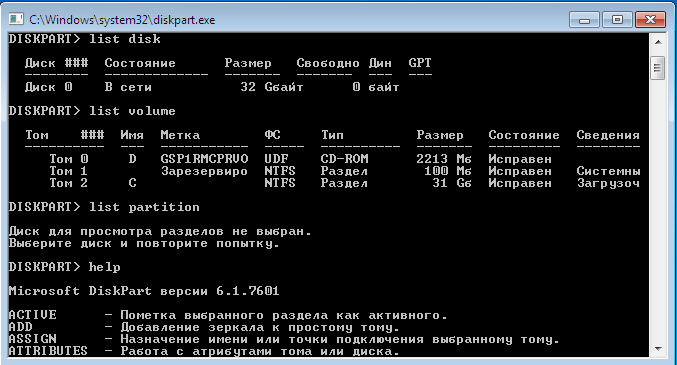 C:\Windows\system32\diskpart.exe
DISKPART> list disk
Диск ### Состояние Размер Свободно Дин GPT
-------- ------------- ------- ------- --- ---
Диск 0 В сети 32 Gбайт 0 байт
DISKPART> list volume
Том ### Имя Метка ФС Тип Размер Состояние Сведения
---------- --- ----------- ----- ---------- ------- --------- --------
Том 0 D GSP1RMCPRVO UDF CD-ROM 2213 Mб Исправен
Том 1 Зарезервиро NTFS Раздел 100 Mб Исправен Системны
Том 2 C NTFS Раздел 31 Gб Исправен Загрузоч
DISKPART> list partition
Диск для просмотра разделов не выбран.
Выберите диск и повторите попытку.
DISKPART> help
Microsoft DiskPart версии 6.1.7601
ACTIVE - Пометка выбранного раздела как активного.
ADD - Добавление зеркала к простому тому.
ASSIGN - Назначение имени или точки подключения выбранному тому.
ATTRIBUTES - Работа с атрибутами тома или диска.